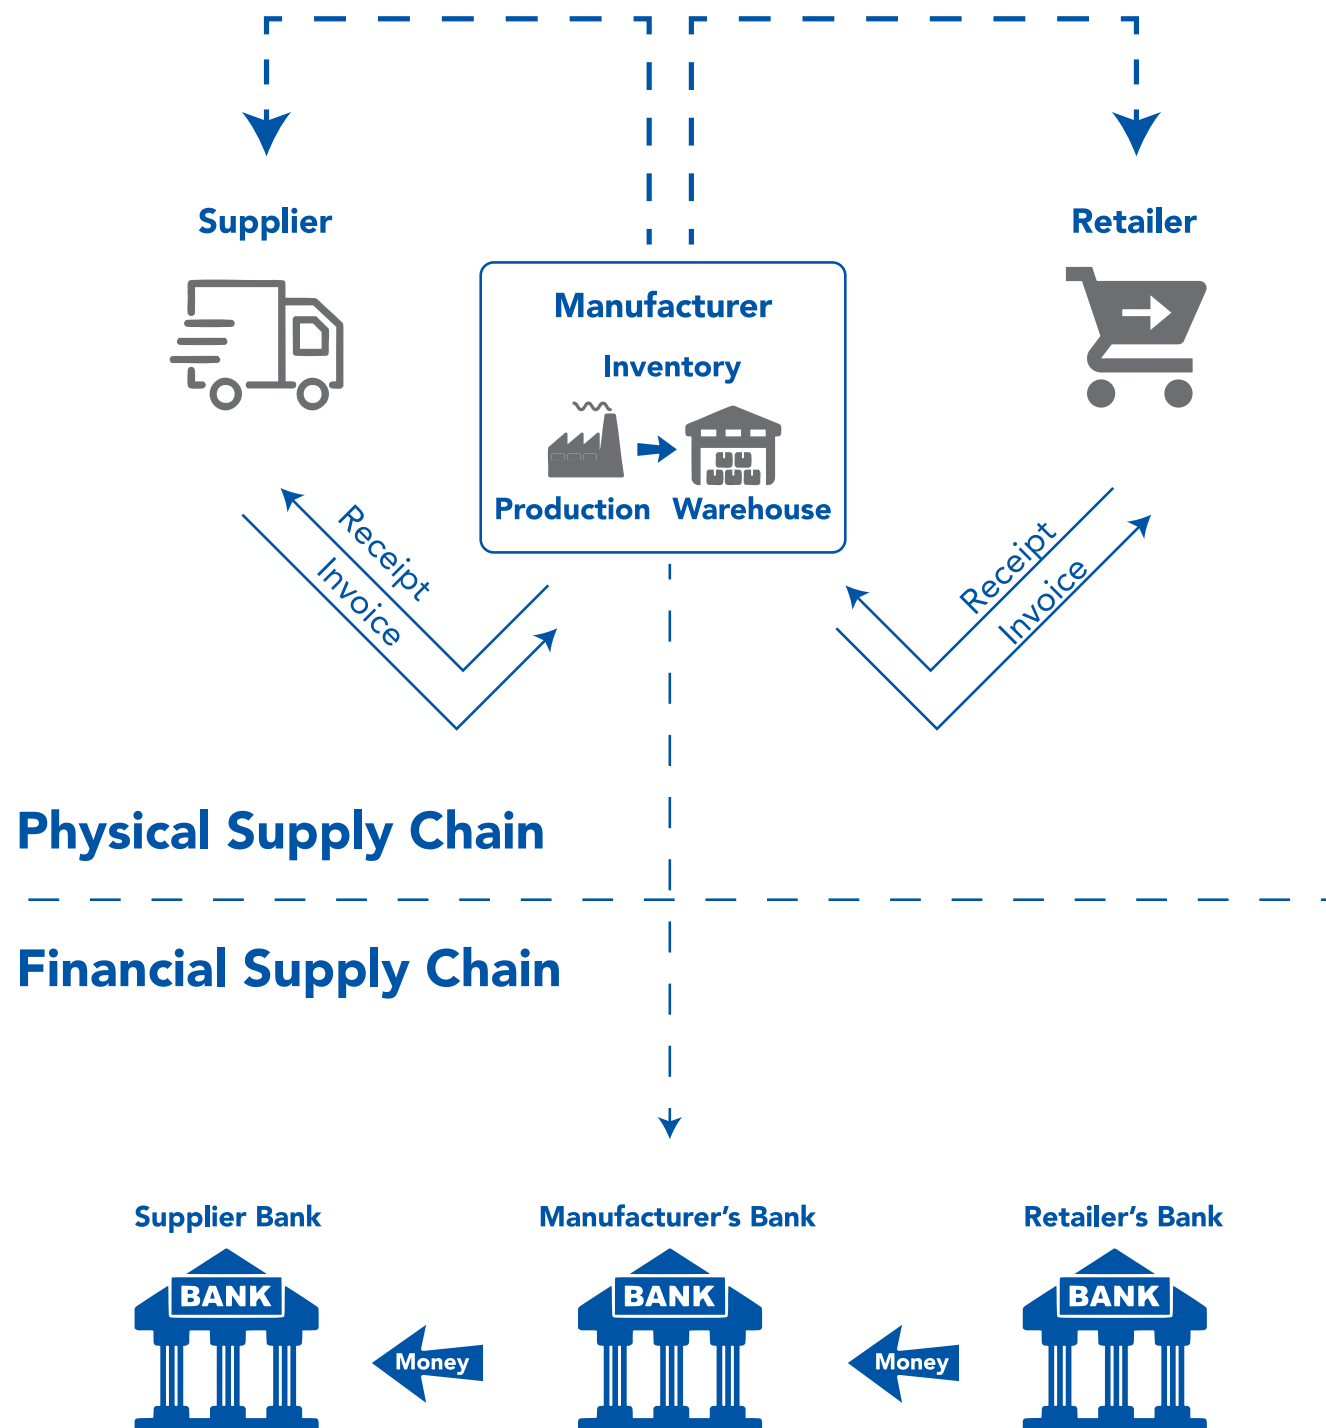 Supplier
Retailer
Manufacturer
Inventory
Production
Warehouse
Receipt
Invoice
Receipt
Invoice
Physical Supply Chain
Financial Supply Chain
Supplier Bank
Manufacturer's Bank
Retailer's Bank
BANK
BANK
BANK
Money
Money